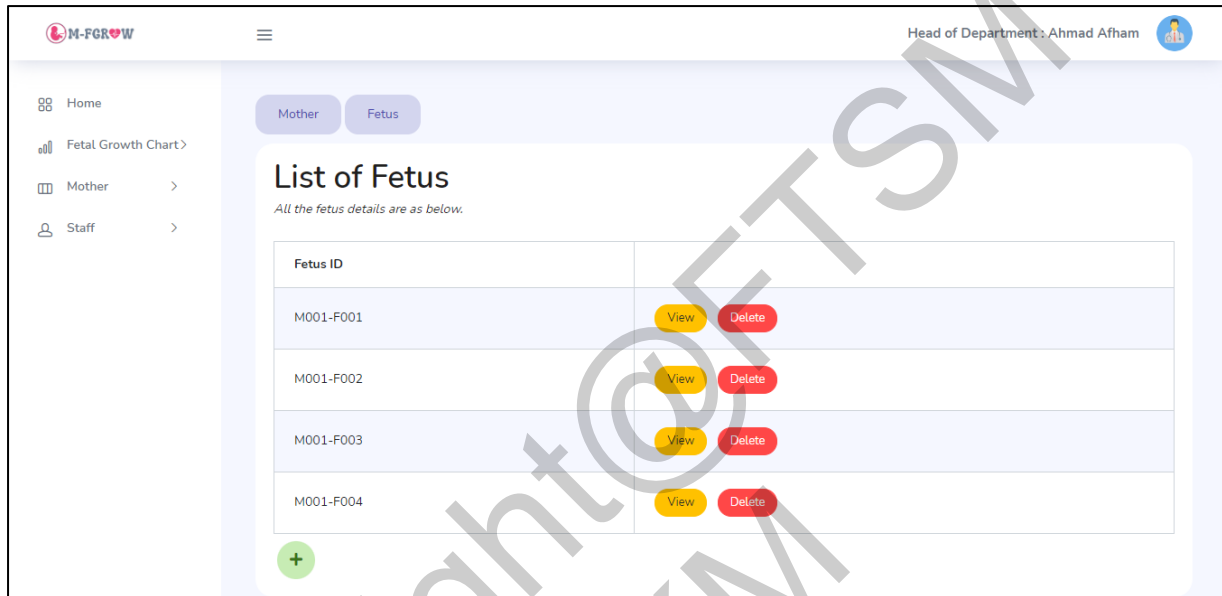 M-FGROW
Head of Department : Ahmad Afham
Home
Fetal Growth Chart
Mother
Staff
Mother Fetus
List of Fetus
All the fetus details are as below.
Fetus ID
M001-F001 View Delete
M001-F002 View Delete
M001-F003 View Delete
M001-F004 View Delete
+
ght@FTSM